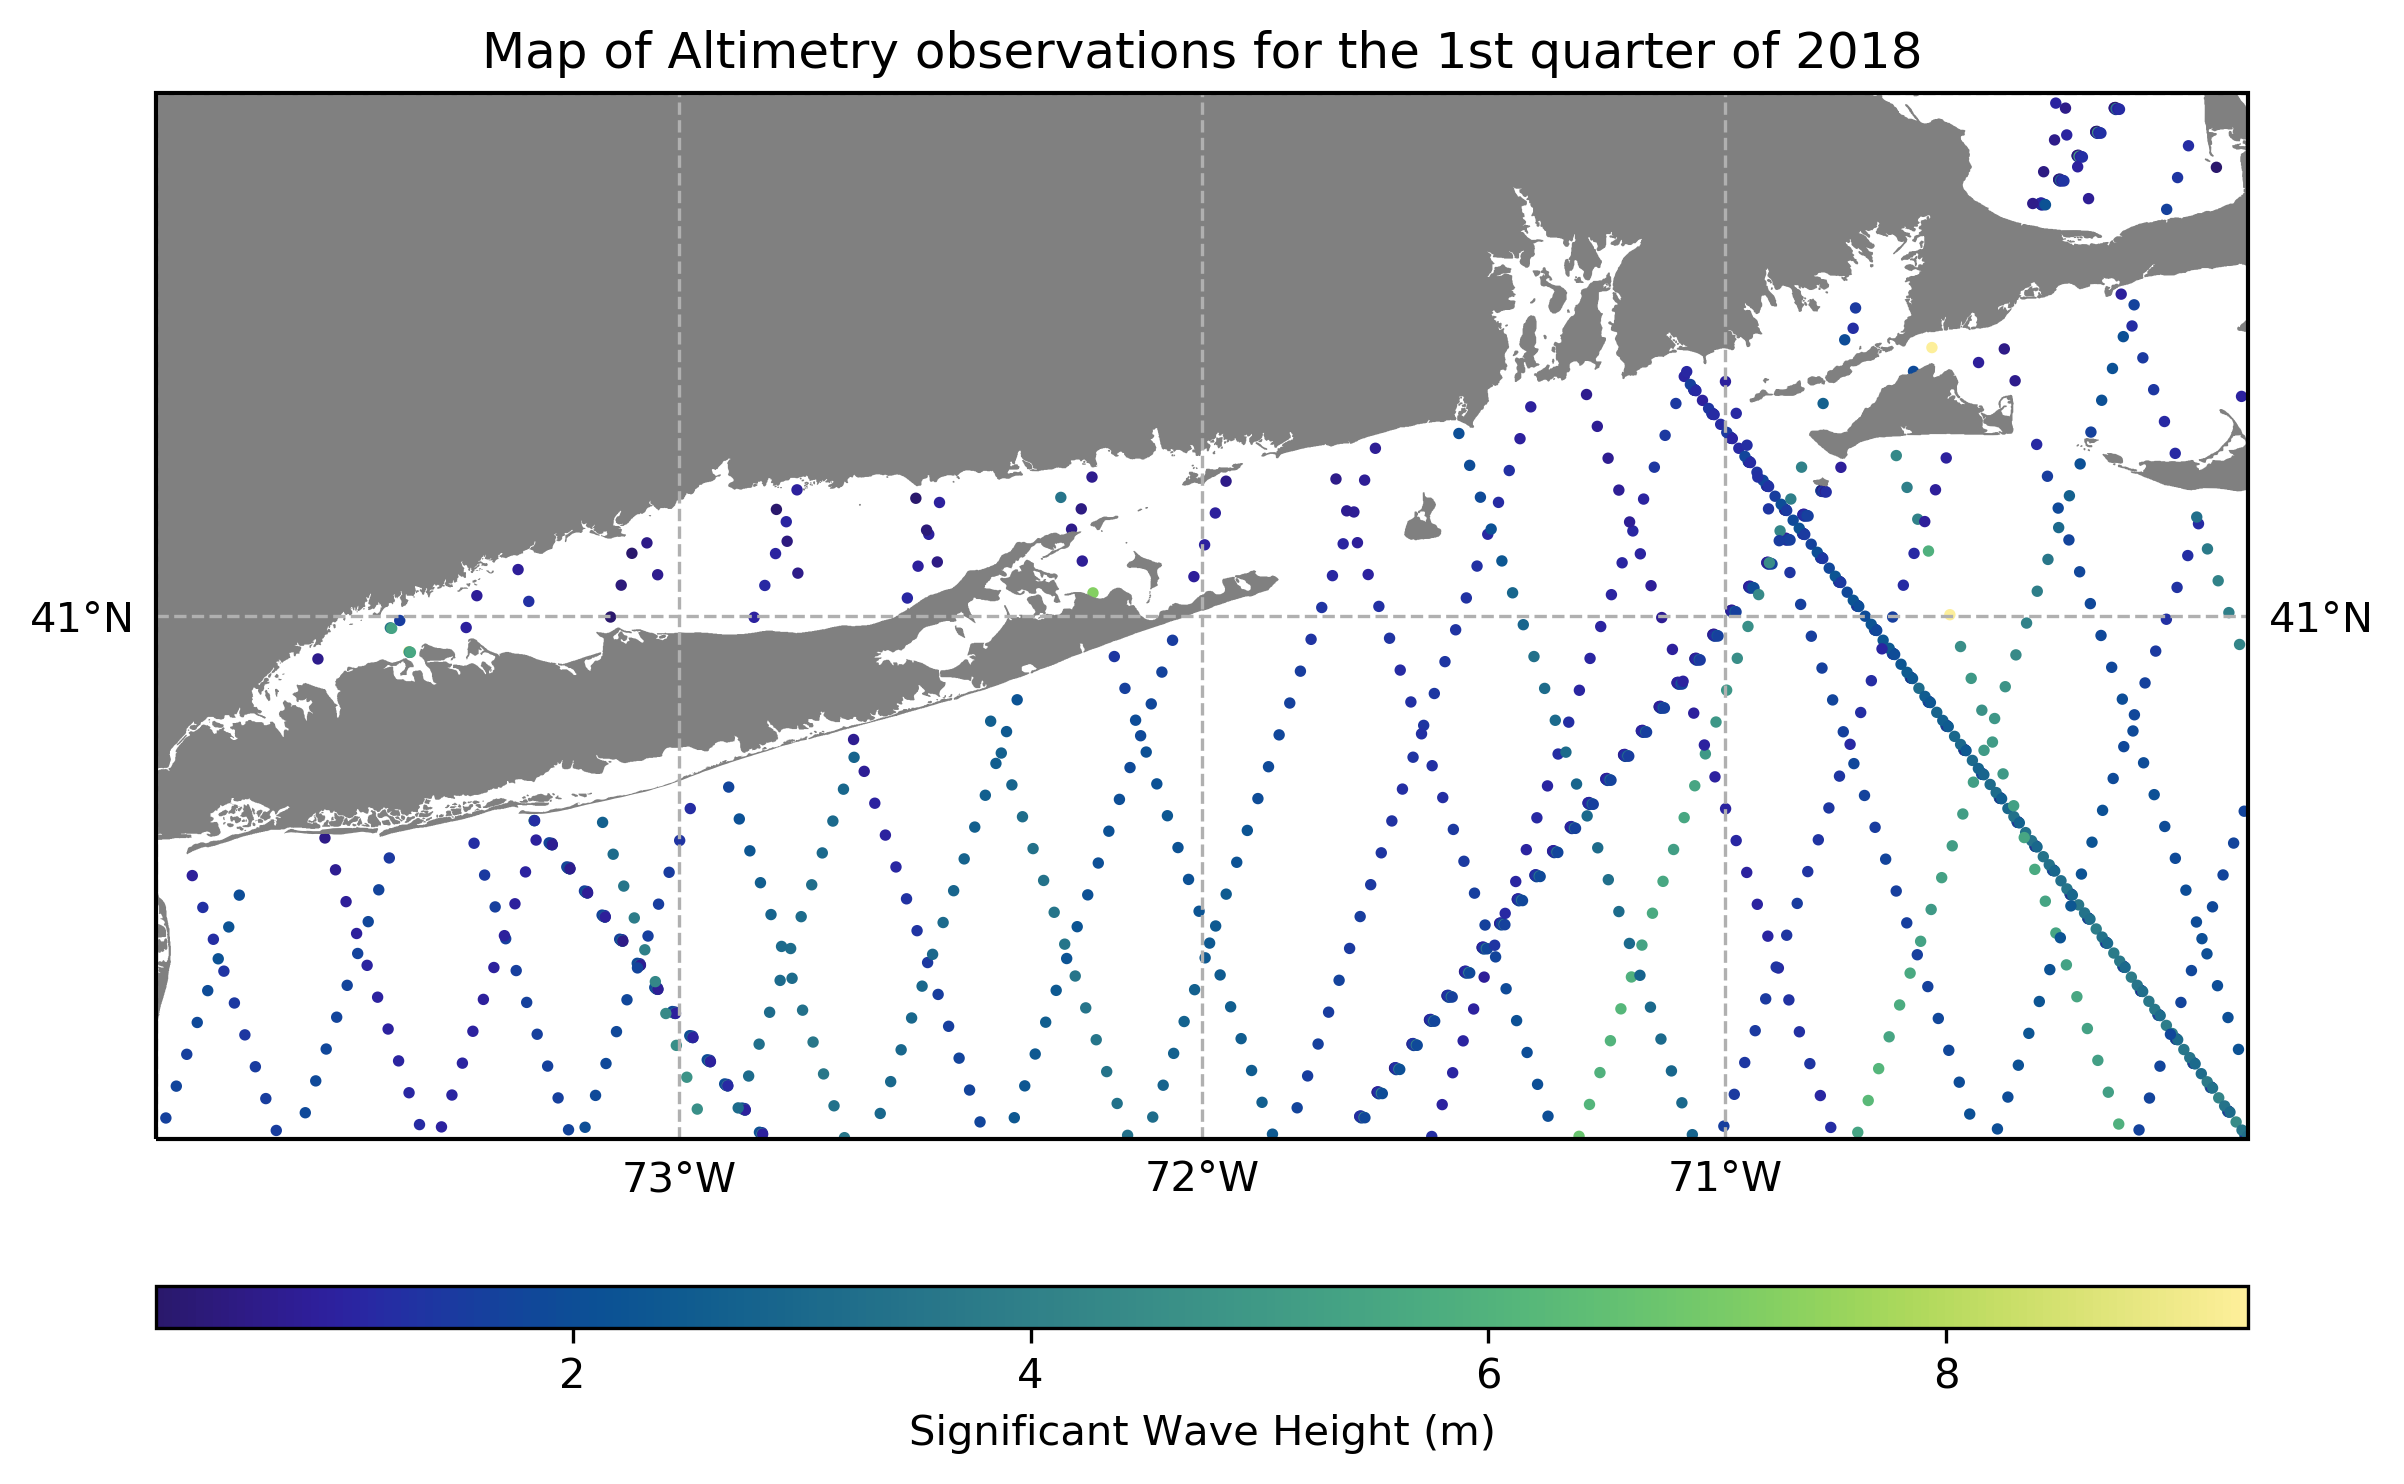 Map of Altimetry observations for the 1st quarter of 2018
41°N
41°N
73°W
72°W
71°W
2
4
6
8
Significant Wave Height (m)